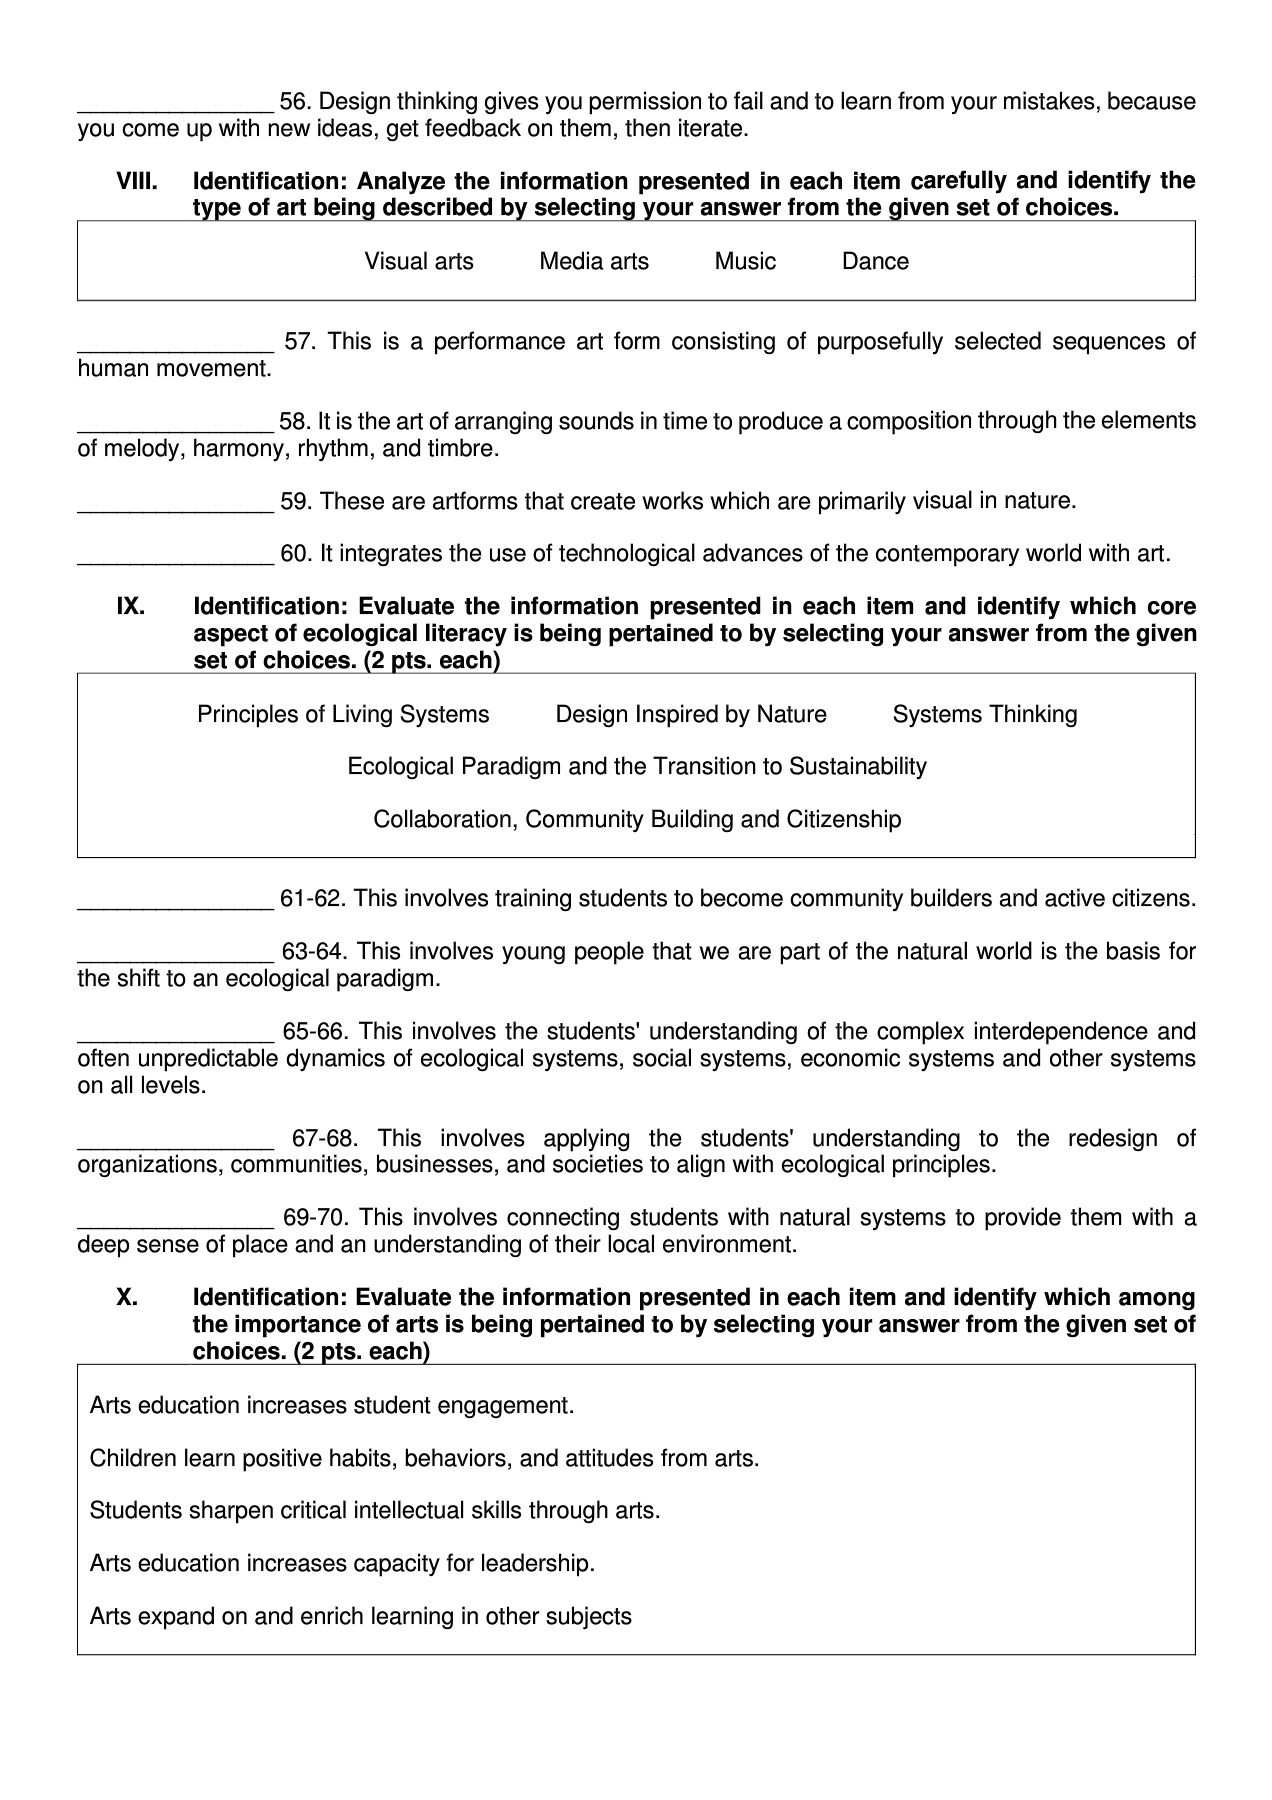 _______________ 56. Design thinking gives you permission to fail and to learn from your mistakes, because
you come up with new ideas, get feedback on them, then iterate.
VIII. Identification: Analyze the information presented in each item carefully and identify the
type of art being described by selecting your answer from the given set of choices.
Visual arts Media arts Music Dance
_______________ 57. This is a performance art form consisting of purposefully selected sequences of
human movement.
_______________ 58. It is the art of arranging sounds in time to produce a composition through the elements
of melody, harmony, rhythm, and timbre.
_______________ 59. These are artforms that create works which are primarily visual in nature.
_______________ 60. It integrates the use of technological advances of the contemporary world with art.
IX. Identification: Evaluate the information presented in each item and identify which core
aspect of ecological literacy is being pertained to by selecting your answer from the given
set of choices. (2 pts. each)
Principles of Living Systems Design Inspired by Nature Systems Thinking
Ecological Paradigm and the Transition to Sustainability
Collaboration, Community Building and Citizenship
_______________ 61-62. This involves training students to become community builders and active citizens.
_______________ 63-64. This involves young people that we are part of the natural world is the basis for
the shift to an ecological paradigm.
_______________ 65-66. This involves the students' understanding of the complex interdependence and
often unpredictable dynamics of ecological systems, social systems, economic systems and other systems
on all levels.
_______________ 67-68. This involves applying the students' understanding to the redesign of
organizations, communities, businesses, and societies to align with ecological principles.
_______________ 69-70. This involves connecting students with natural systems to provide them with a
deep sense of place and an understanding of their local environment.
X. Identification: Evaluate the information presented in each item and identify which among
the importance of arts is being pertained to by selecting your answer from the given set of
choices. (2 pts. each)
Arts education increases student engagement.
Children learn positive habits, behaviors, and attitudes from arts.
Students sharpen critical intellectual skills through arts.
Arts education increases capacity for leadership.
Arts expand on and enrich learning in other subjects